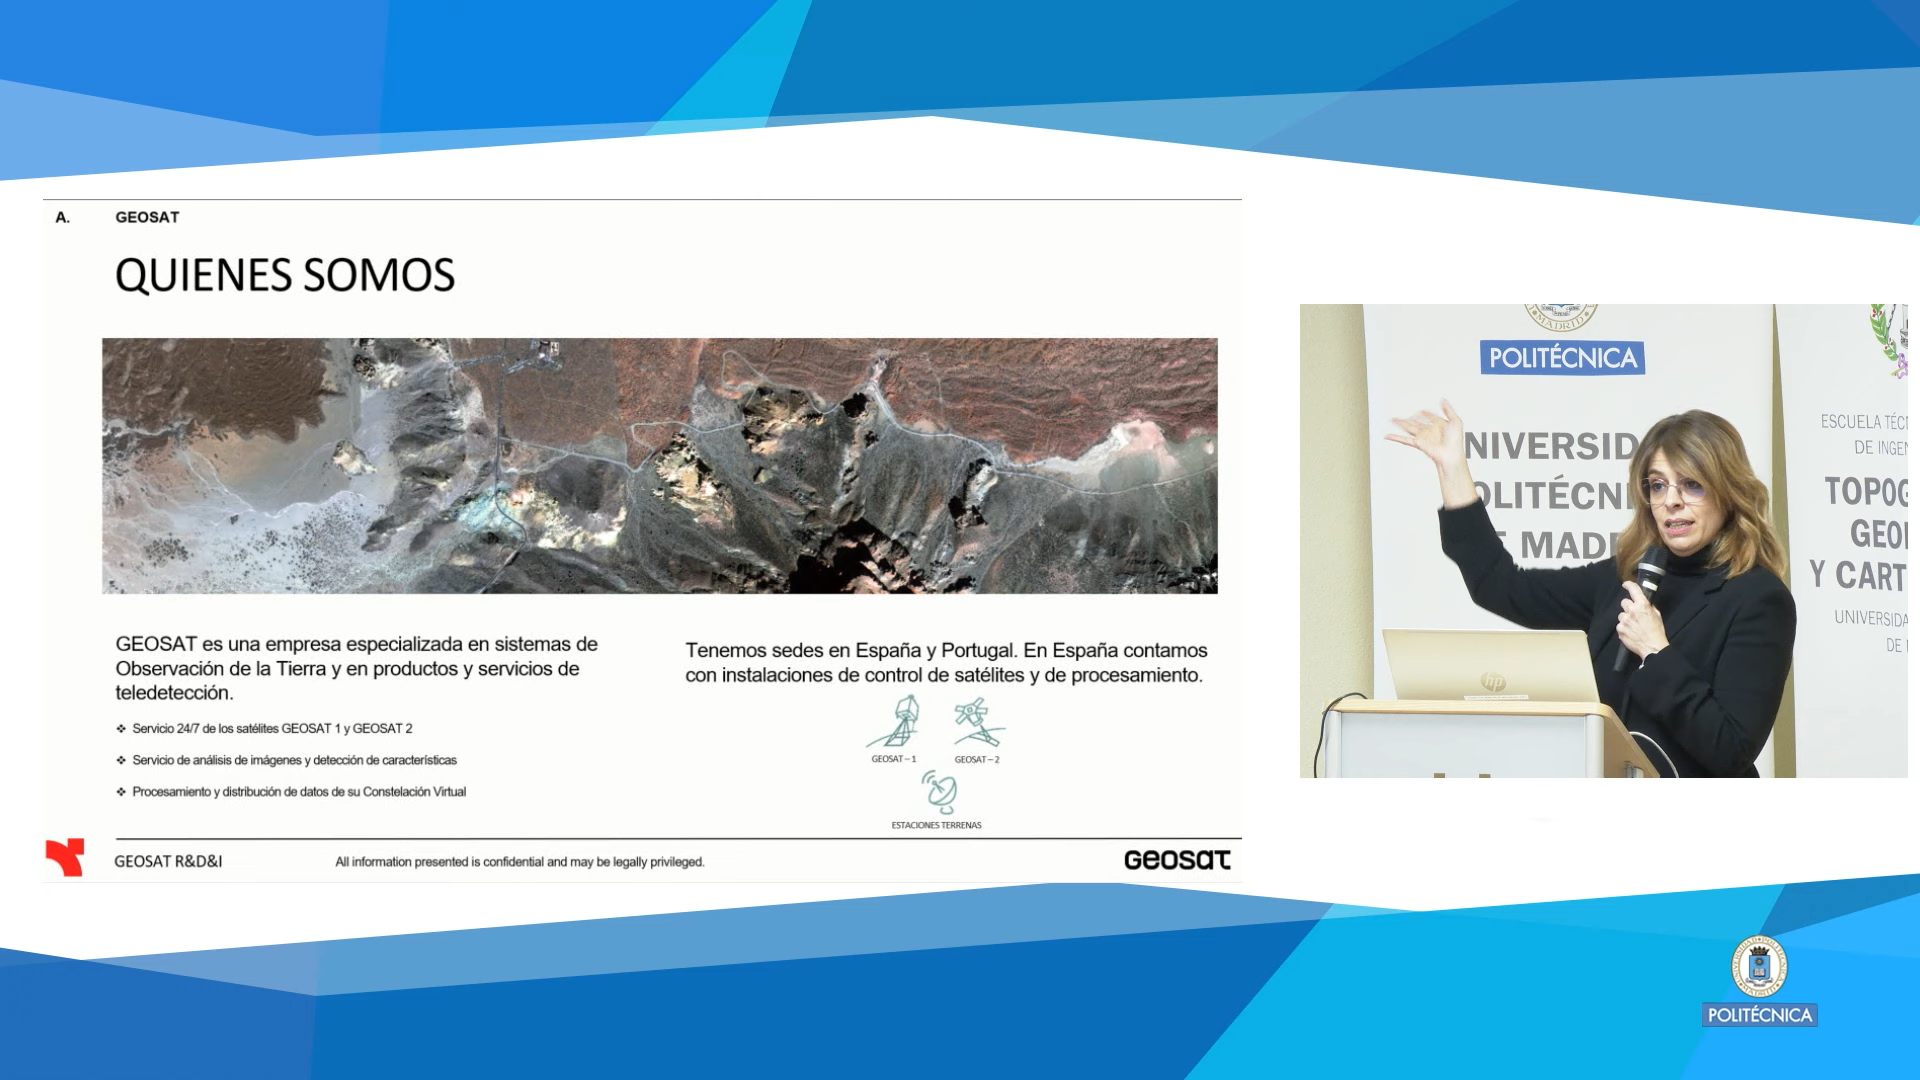 A. GEOSAT
QUIENES SOMOS
GEOSAT es una empresa especializada en sistemas de
Observación de la Tierra y en productos y servicios de
teledetección.
❖ Servicio 24/7 de los satélites GEOSAT 1 y GEOSAT 2
❖ Servicio de análisis de imágenes y detección de características
❖ Procesamiento y distribución de datos de su Constelación Virtual
Tenemos sedes en España y Portugal. En España contamos
con instalaciones de control de satélites y de procesamiento.
GEOSAT – 1
GEOSAT – 2
ESTACIONES TERRENAS
GEOSAT R&D&I
All information presented is confidential and may be legally privileged.
GEOSAT
MADRID
POLITÉCNICA
NIVERSID
OLITÉCNI
MAD
hp
ESCUELA TÉC
DE INGEN
TOPOG
GEO
Y CART
UNIVERSIDA
DE
POLITÉCNICA